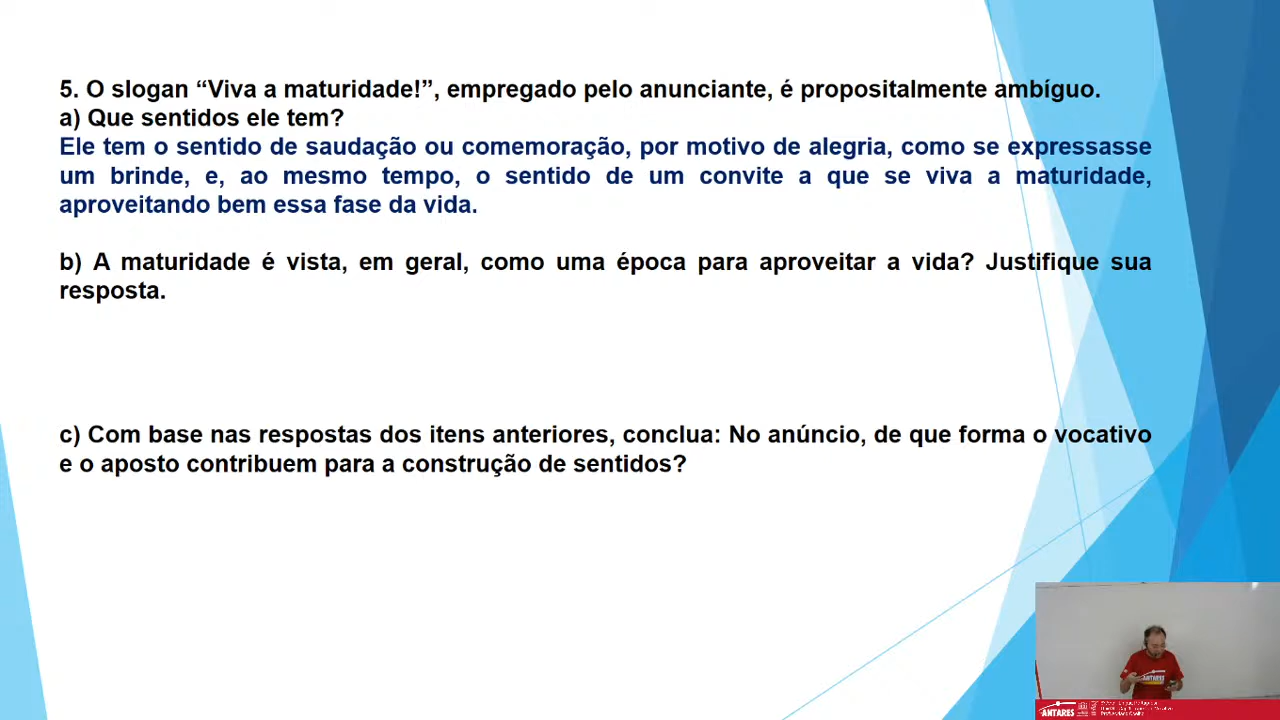 5. O slogan “Viva a maturidade!”, empregado pelo anunciante, é propositalmente ambíguo.
a) Que sentidos ele tem?
Ele tem o sentido de saudação ou comemoração, por motivo de alegria, como se expressasse
um brinde, e, ao mesmo tempo, o sentido de um convite a que se viva a maturidade,
aproveitando bem essa fase da vida.
b) A maturidade é vista, em geral, como uma época para aproveitar a vida? Justifique sua
resposta.
c) Com base nas respostas dos itens anteriores, conclua: No anúncio, de que forma o vocativo
e o aposto contribuem para a construção de sentidos?
ANTARES
ANTARES